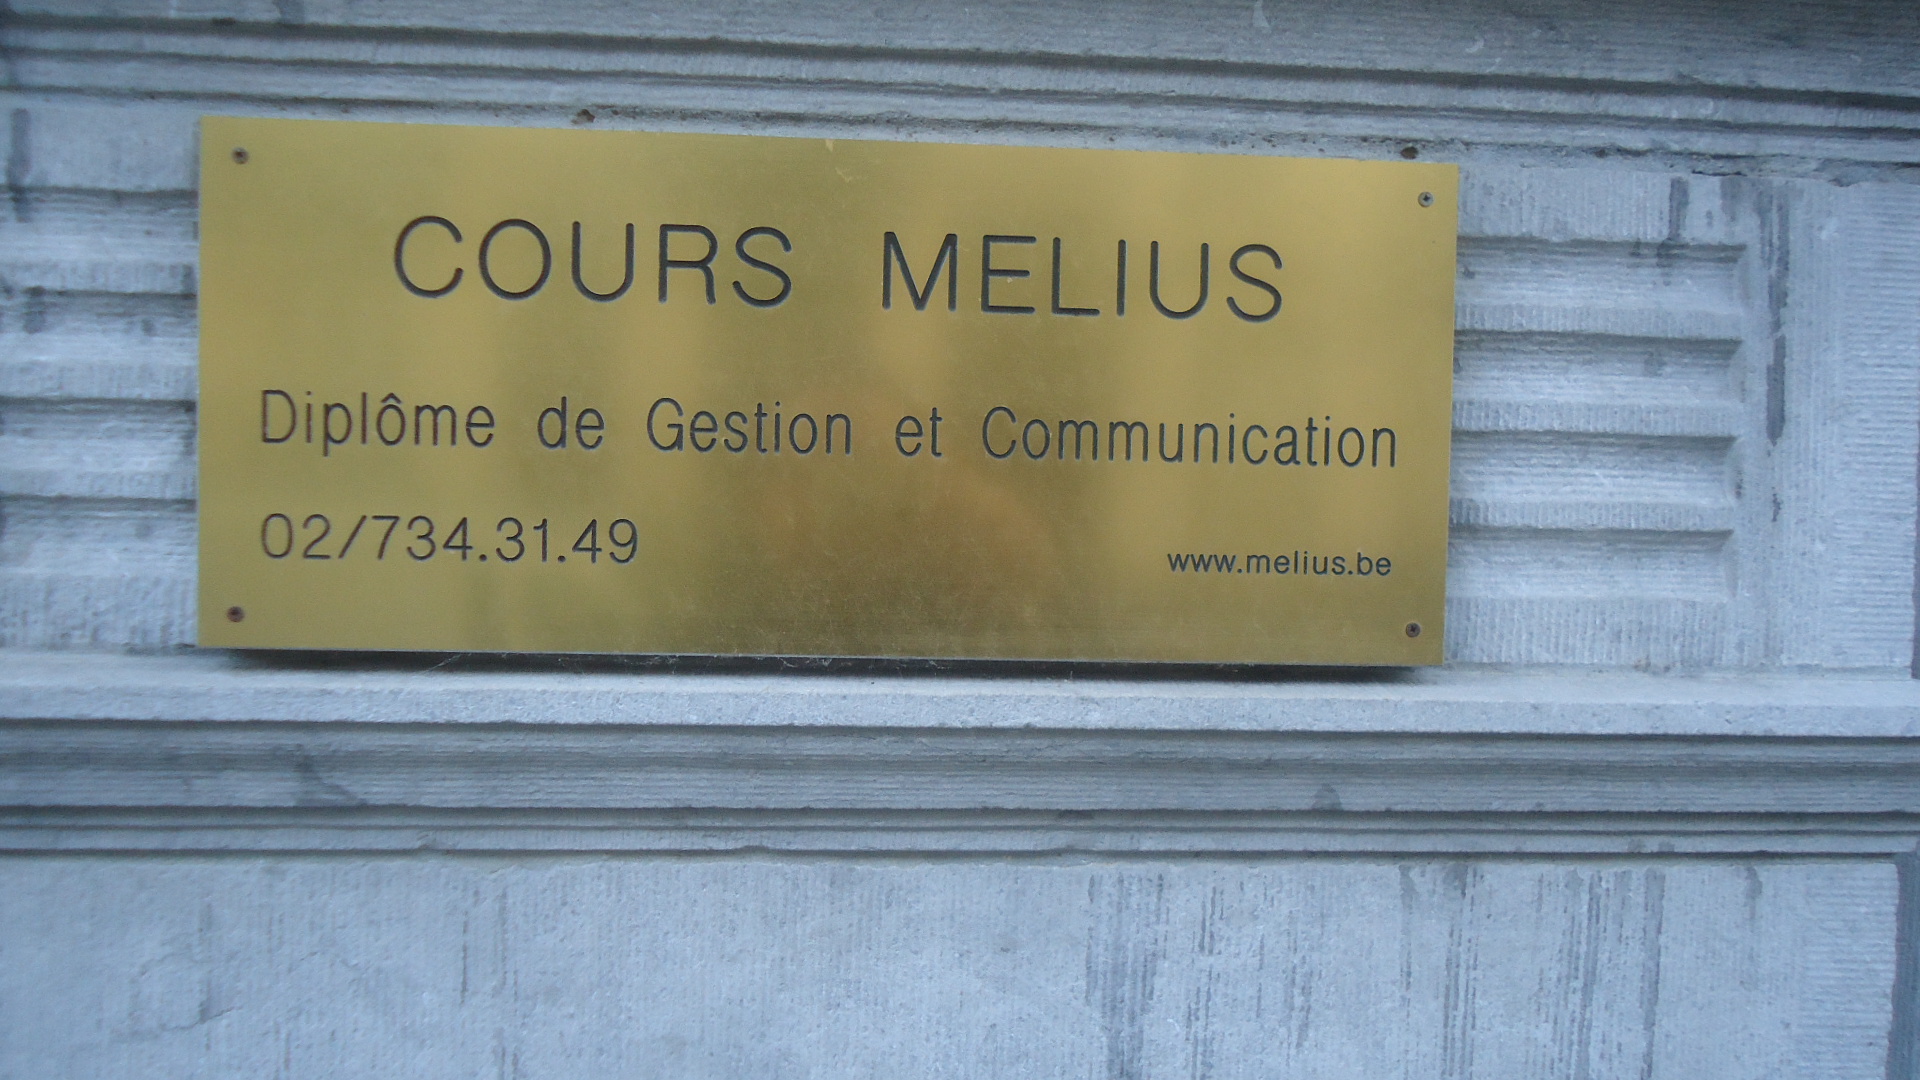 COURS MELIUS
Diplôme de Gestion et Communication
02/734.31.49
www.melius.be